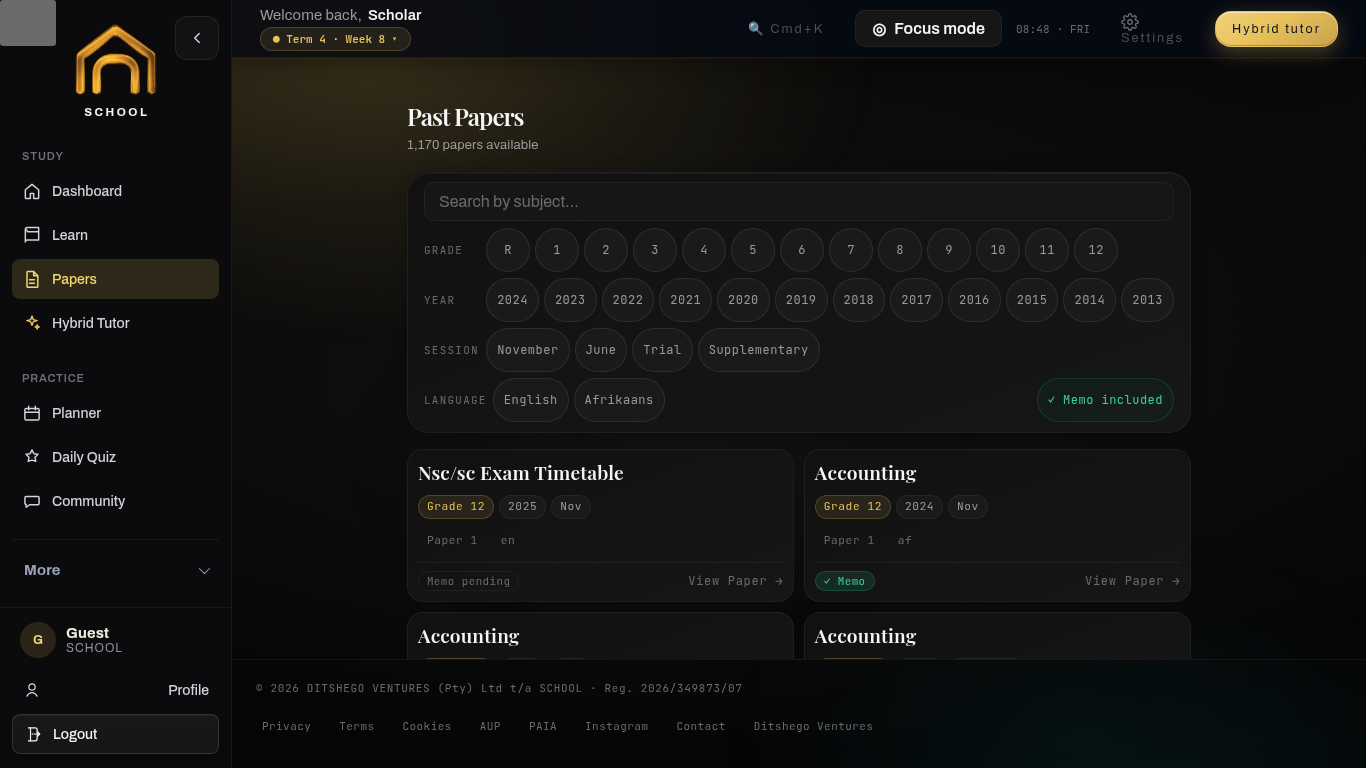 SCHOOL
STUDY
Dashboard
Learn
Papers
Hybrid Tutor
PRACTICE
Planner
Daily Quiz
Community
More
G
Guest
SCHOOL
Profile
Logout
Welcome back, Scholar
Term 4 · Week 8
Cmd+K
Focus mode
08:48 · FRI
Settings
Hybrid tutor
Past Papers
1,170 papers available
Search by subject...
GRADE R 1 2 3 4 5 6 7 8 9 10 11 12
YEAR 2024 2023 2022 2021 2020 2019 2018 2017 2016 2015 2014 2013
SESSION November June Trial Supplementary
LANGUAGE English Afrikaans ✓ Memo included
Nsc/sc Exam Timetable
Grade 12 2025 Nov
Paper 1 en
Memo pending View Paper →
Accounting
Grade 12 2024 Nov
Paper 1 af
✓ Memo View Paper →
Accounting
Accounting
© 2026 DITSHEGO VENTURES (Pty) Ltd t/a SCHOOL · Reg. 2026/349873/07
Privacy Terms Cookies AUP PAIA Instagram Contact Ditshego Ventures